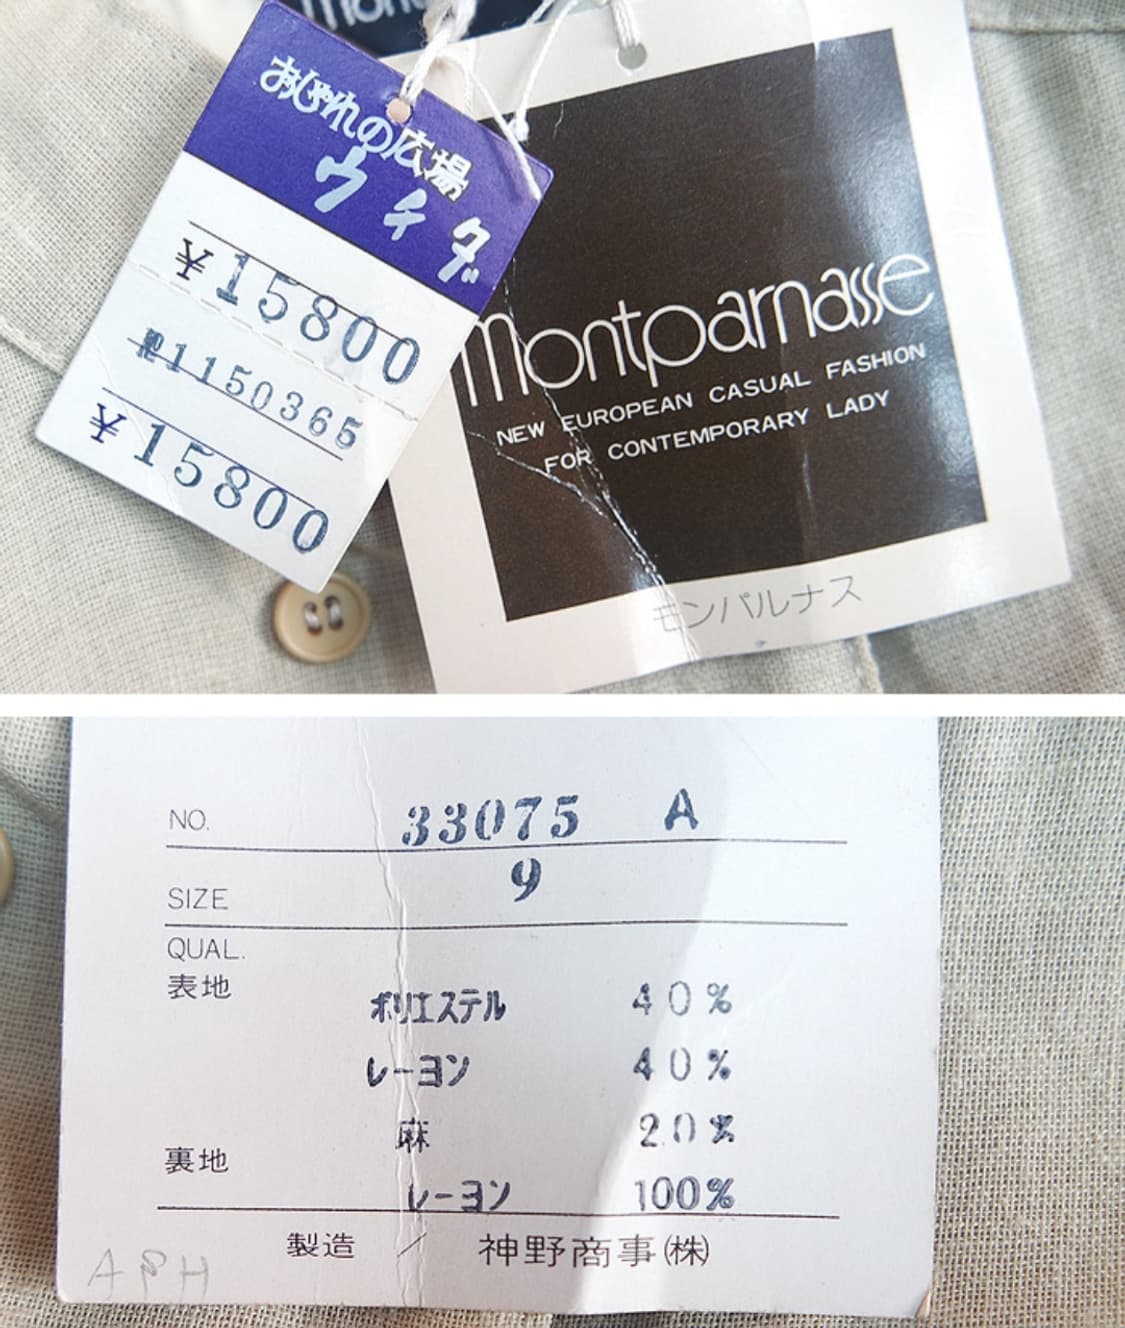 おしゃれの広場
ウチダ
¥15800
1150365
¥15800
montparnasse
NEW EUROPEAN CASUAL FASHION
FOR CONTEMPORARY LADY
モンパルナス
NO. 33075 A
SIZE 9
QUAL.
表地
ポリエステル 40%
レーヨン 40%
麻 20%
裏地
レーヨン 100%
製造 / 神野商事(株)